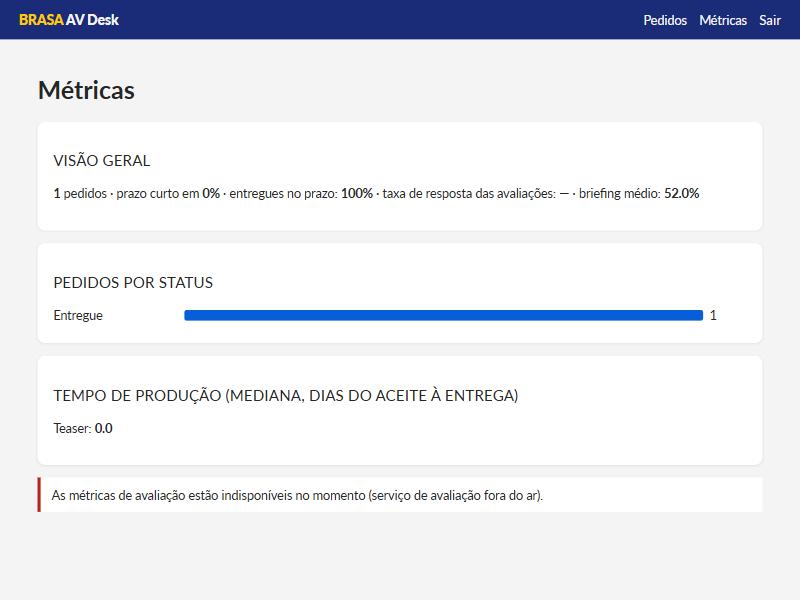 BRASA AV Desk
Pedidos Métricas Sair
Métricas
VISÃO GERAL
1 pedidos · prazo curto em 0% · entregues no prazo: 100% · taxa de resposta das avaliações: — · briefing médio: 52.0%
PEDIDOS POR STATUS
Entregue 1
TEMPO DE PRODUÇÃO (MEDIANA, DIAS DO ACEITE À ENTREGA)
Teaser: 0.0
As métricas de avaliação estão indisponíveis no momento (serviço de avaliação fora do ar).